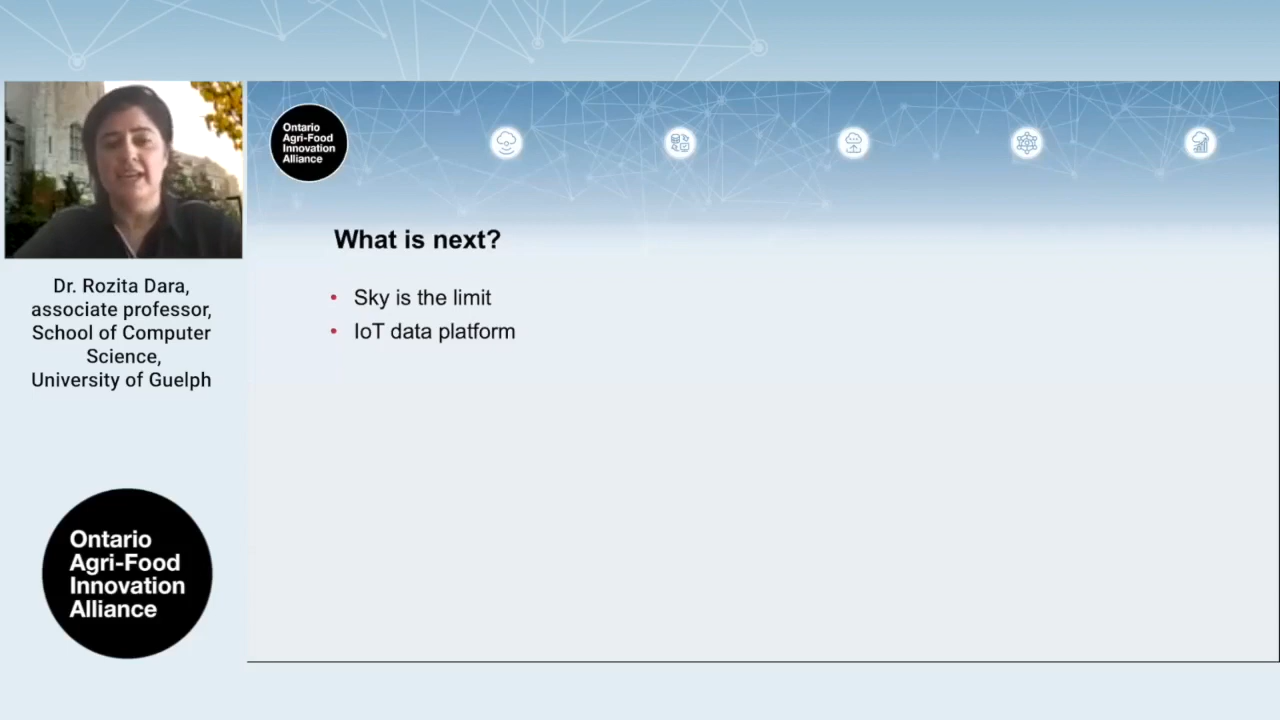 Ontario
Agri-Food
Innovation
Alliance
What is next?
• Sky is the limit
• IoT data platform
Dr. Rozita Dara,
associate professor,
School of Computer
Science,
University of Guelph
Ontario
Agri-Food
Innovation
Alliance